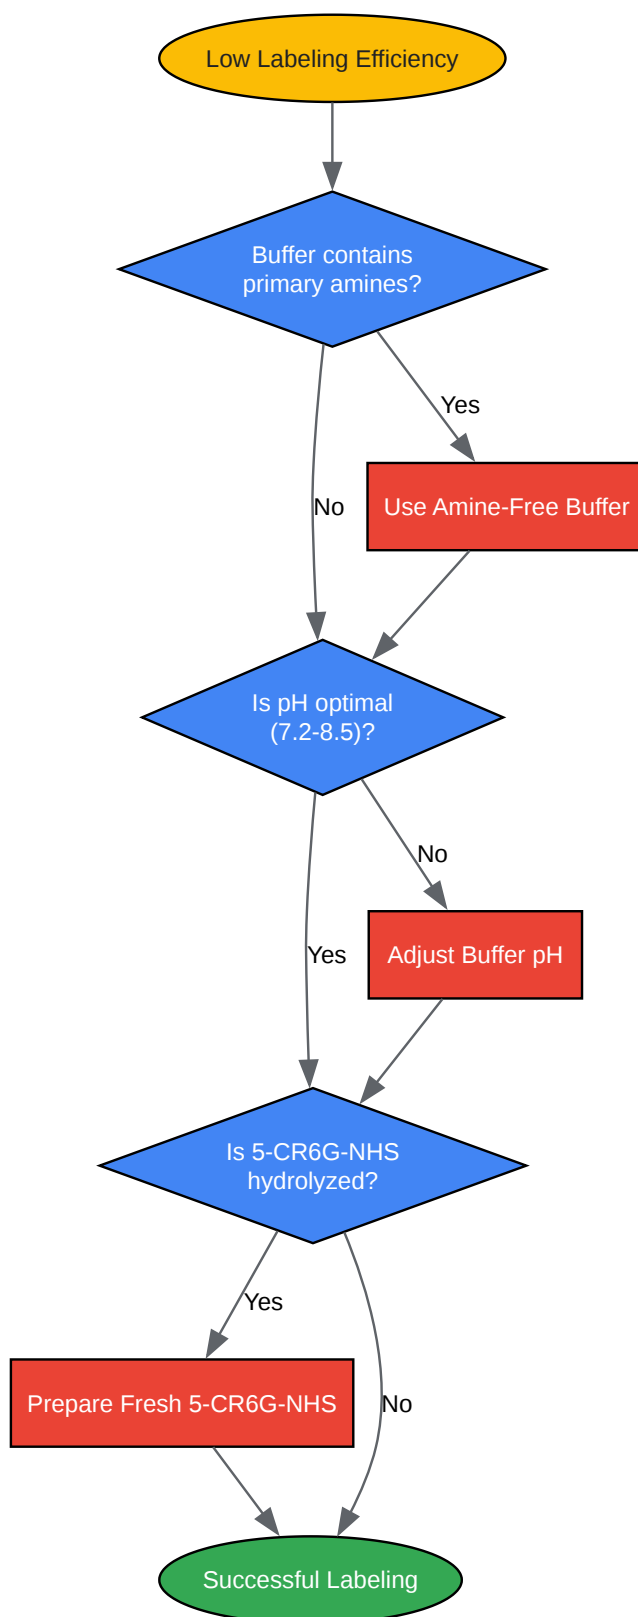 Low Labeling Efficiency
Buffer contains
primary amines?
Yes
No
Use Amine-Free Buffer
Is pH optimal
(7.2-8.5)?
No
Yes
Adjust Buffer pH
Is 5-CR6G-NHS
hydrolyzed?
Yes
Prepare Fresh 5-CR6G-NHS
No
Successful Labeling